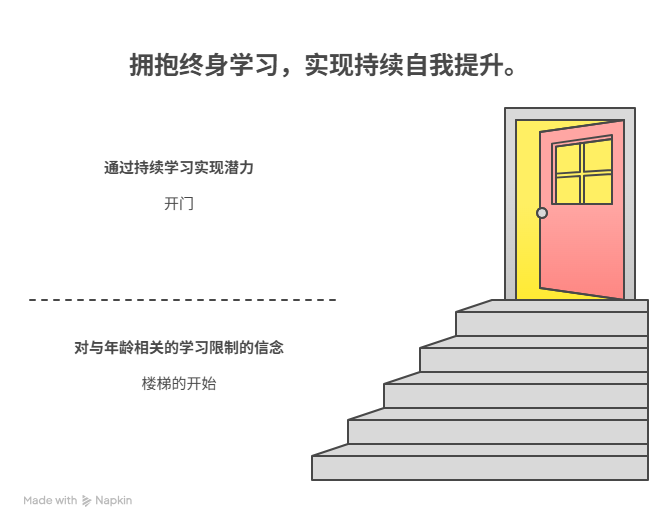 拥抱终身学习，实现持续自我提升。
通过持续学习实现潜力
开门
对与年龄相关的学习限制的信念
楼梯的开始
Made with Napkin